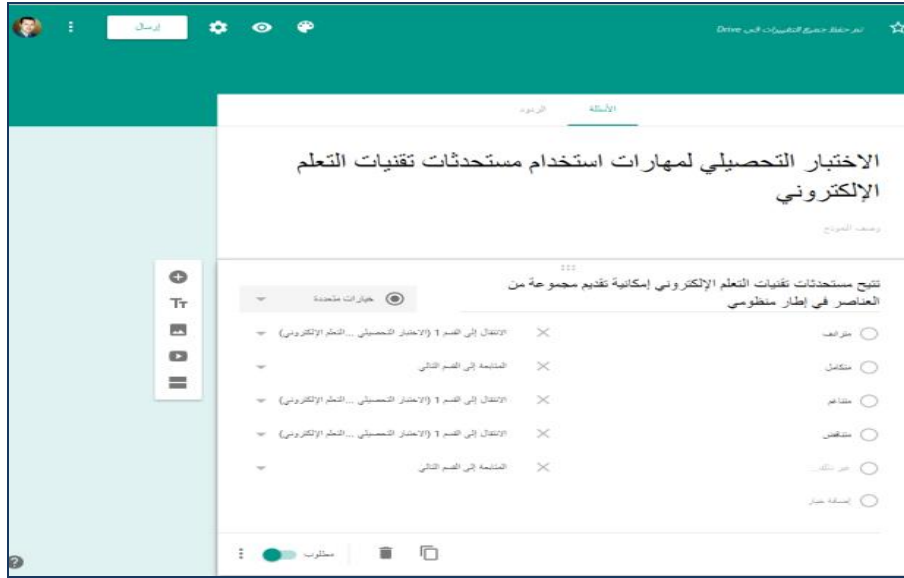 تم حفظ جميع التغييرات في Drive
إرسال
الأسئلة
الردود
الاختبار التحصيلي لمهارات استخدام مستحدثات تقنيات التعلم
الإلكتروني
وصف النموذج
تتيح مستحدثات تقنيات التعلم الإلكتروني إمكانية تقديم مجموعة من
العناصر في إطار منظومي
خيارات متعددة
مترادف
الانتقال إلى القسم 1 (الاختبار التحصيلي ...التعلم الإلكتروني)
متكامل
المتابعة إلى القسم التالي
متناغم
الانتقال إلى القسم 1 (الاختبار التحصيلي ...التعلم الإلكتروني)
متناقض
الانتقال إلى القسم 1 (الاختبار التحصيلي ...التعلم الإلكتروني)
غير ذلك...
المتابعة إلى القسم التالي
إضافة خيار
مطلوب
Tт